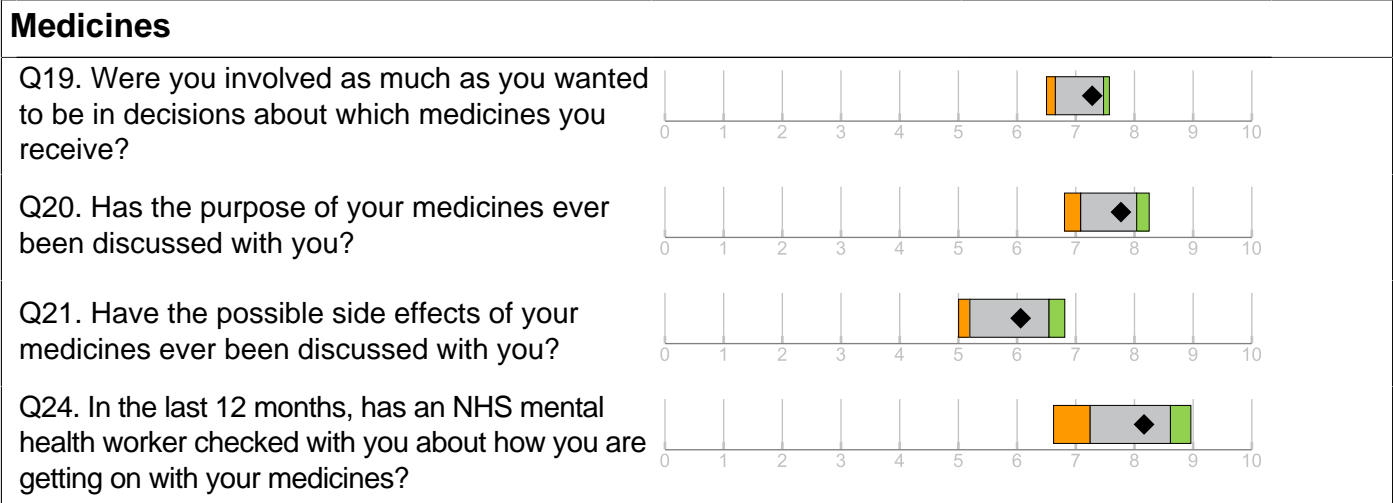 Medicines
Q19. Were you involved as much as you wanted
to be in decisions about which medicines you
receive?
0 1 2 3 4 5 6 7 8 9 10
Q20. Has the purpose of your medicines ever
been discussed with you?
0 1 2 3 4 5 6 7 8 9 10
Q21. Have the possible side effects of your
medicines ever been discussed with you?
0 1 2 3 4 5 6 7 8 9 10
Q24. In the last 12 months, has an NHS mental
health worker checked with you about how you are
getting on with your medicines?
0 1 2 3 4 5 6 7 8 9 10